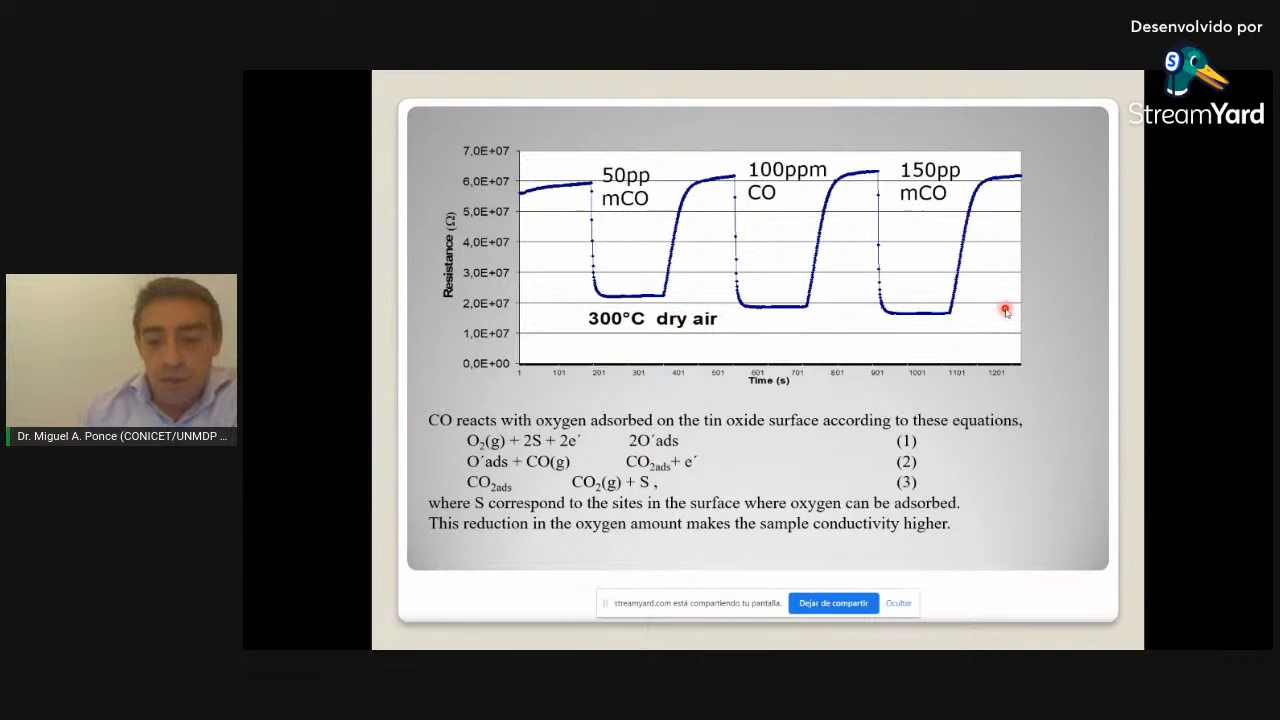 Desenvolvido por
StreamYard
7,0E+07
6,0E+07
5,0E+07
4,0E+07
3,0E+07
2,0E+07
1,0E+07
0,0E+00
Resistance (Ω)
50pp
mCO
100ppm
CO
150pp
mCO
300°C dry air
1 101 201 301 401 501 601 701 801 901 1001 1101 1201
Time (s)
CO reacts with oxygen adsorbed on the tin oxide surface according to these equations,
O2(g) + 2S + 2e´ 2O´ads (1)
O´ads + CO(g) CO2ads+ e´ (2)
CO2ads CO2(g) + S , (3)
where S correspond to the sites in the surface where oxygen can be adsorbed.
This reduction in the oxygen amount makes the sample conductivity higher.
Dr. Miguel A. Ponce (CONICET/UNMDP ...
streamyard.com está compartiendo tu pantalla. Dejar de compartir Ocultar